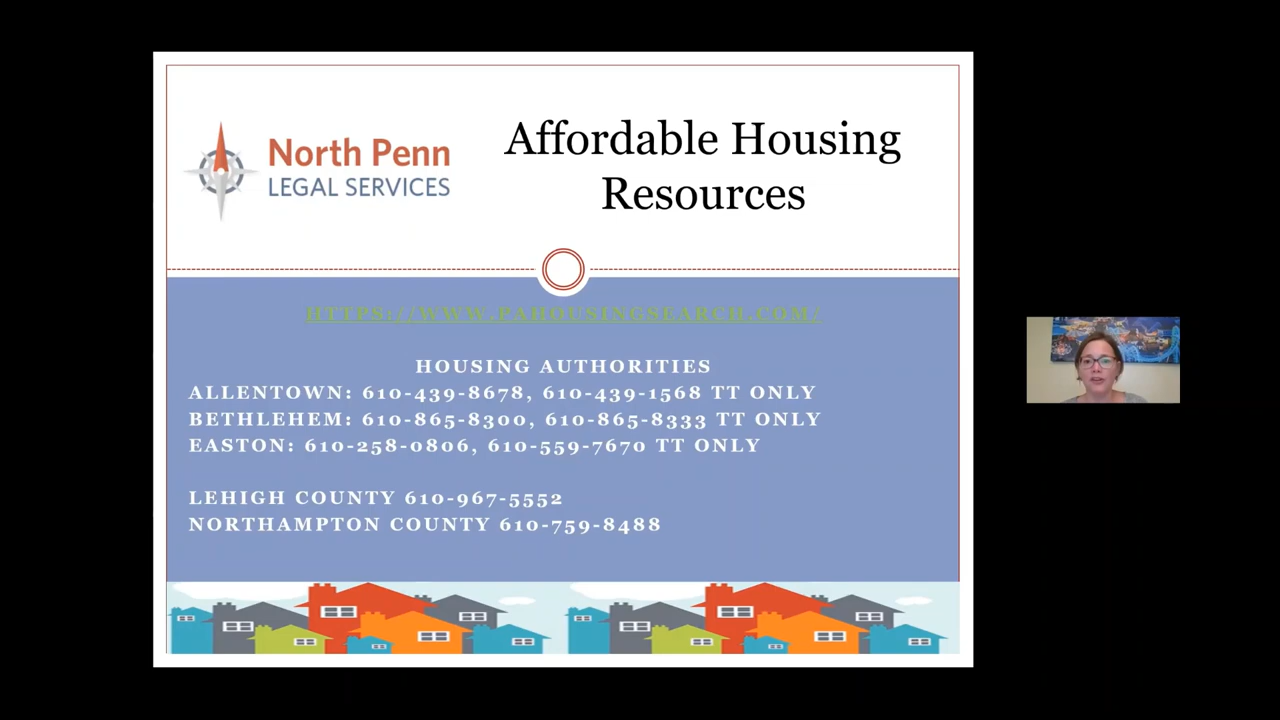 North Penn
LEGAL SERVICES
Affordable Housing
Resources
HTTPS://WWW.PAHOUSINGSEARCH.COM/
HOUSING AUTHORITIES
ALLENTOWN: 610-439-8678, 610-439-1568 TT ONLY
BETHLEHEM: 610-865-8300, 610-865-8333 TT ONLY
EASTON: 610-258-0806, 610-559-7670 TT ONLY
LEHIGH COUNTY 610-967-5552
NORTHAMPTON COUNTY 610-759-8488